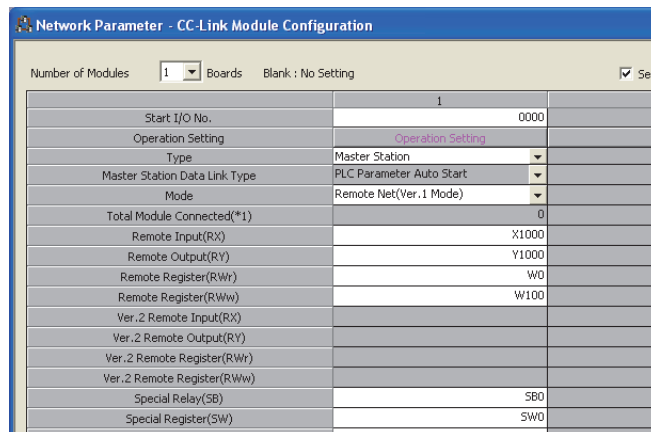 Network Parameter - CC-Link Module Configuration
Number of Modules 1 Boards Blank : No Setting Se
1
Start I/O No. 0000
Operation Setting Operation Setting
Type Master Station
Master Station Data Link Type PLC Parameter Auto Start
Mode Remote Net(Ver.1 Mode)
Total Module Connected(*1) 0
Remote Input(RX) X1000
Remote Output(RY) Y1000
Remote Register(RWr) W0
Remote Register(RWw) W100
Ver.2 Remote Input(RX)
Ver.2 Remote Output(RY)
Ver.2 Remote Register(RWr)
Ver.2 Remote Register(RWw)
Special Relay(SB) SB0
Special Register(SW) SW0